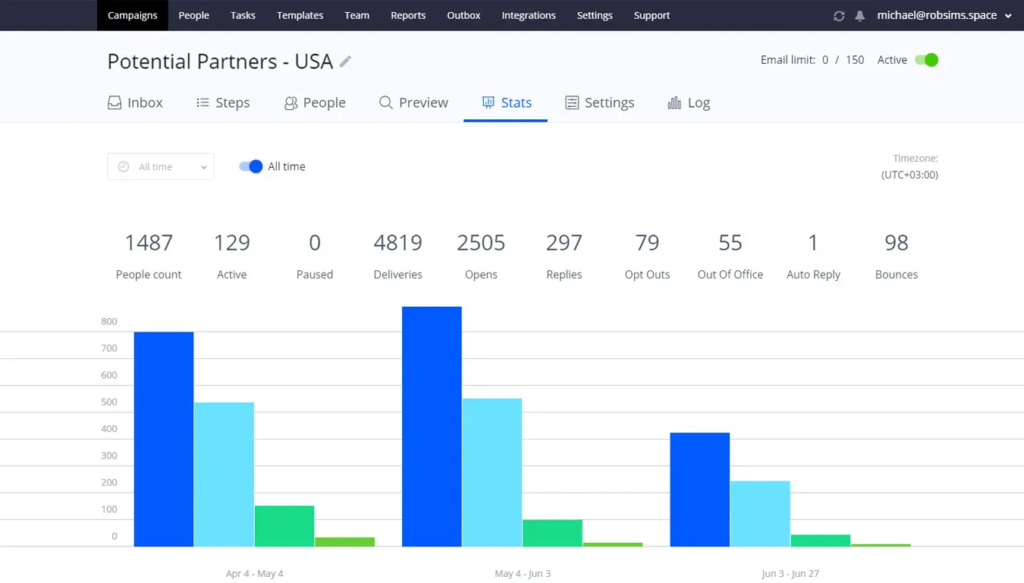 Campaigns People Tasks Templates Team Reports Outbox Integrations Settings Support michael@robsims.space
Potential Partners - USA
Email limit: 0 / 150 Active
Inbox Steps People Preview Stats Settings Log
All time All time
Timezone:
(UTC+03:00)
1487 129 0 4819 2505 297 79 55 1 98
People count Active Paused Deliveries Opens Replies Opt Outs Out Of Office Auto Reply Bounces
800
700
600
500
400
300
200
100
0
Apr 4 - May 4 May 4 - Jun 3 Jun 3 - Jun 27